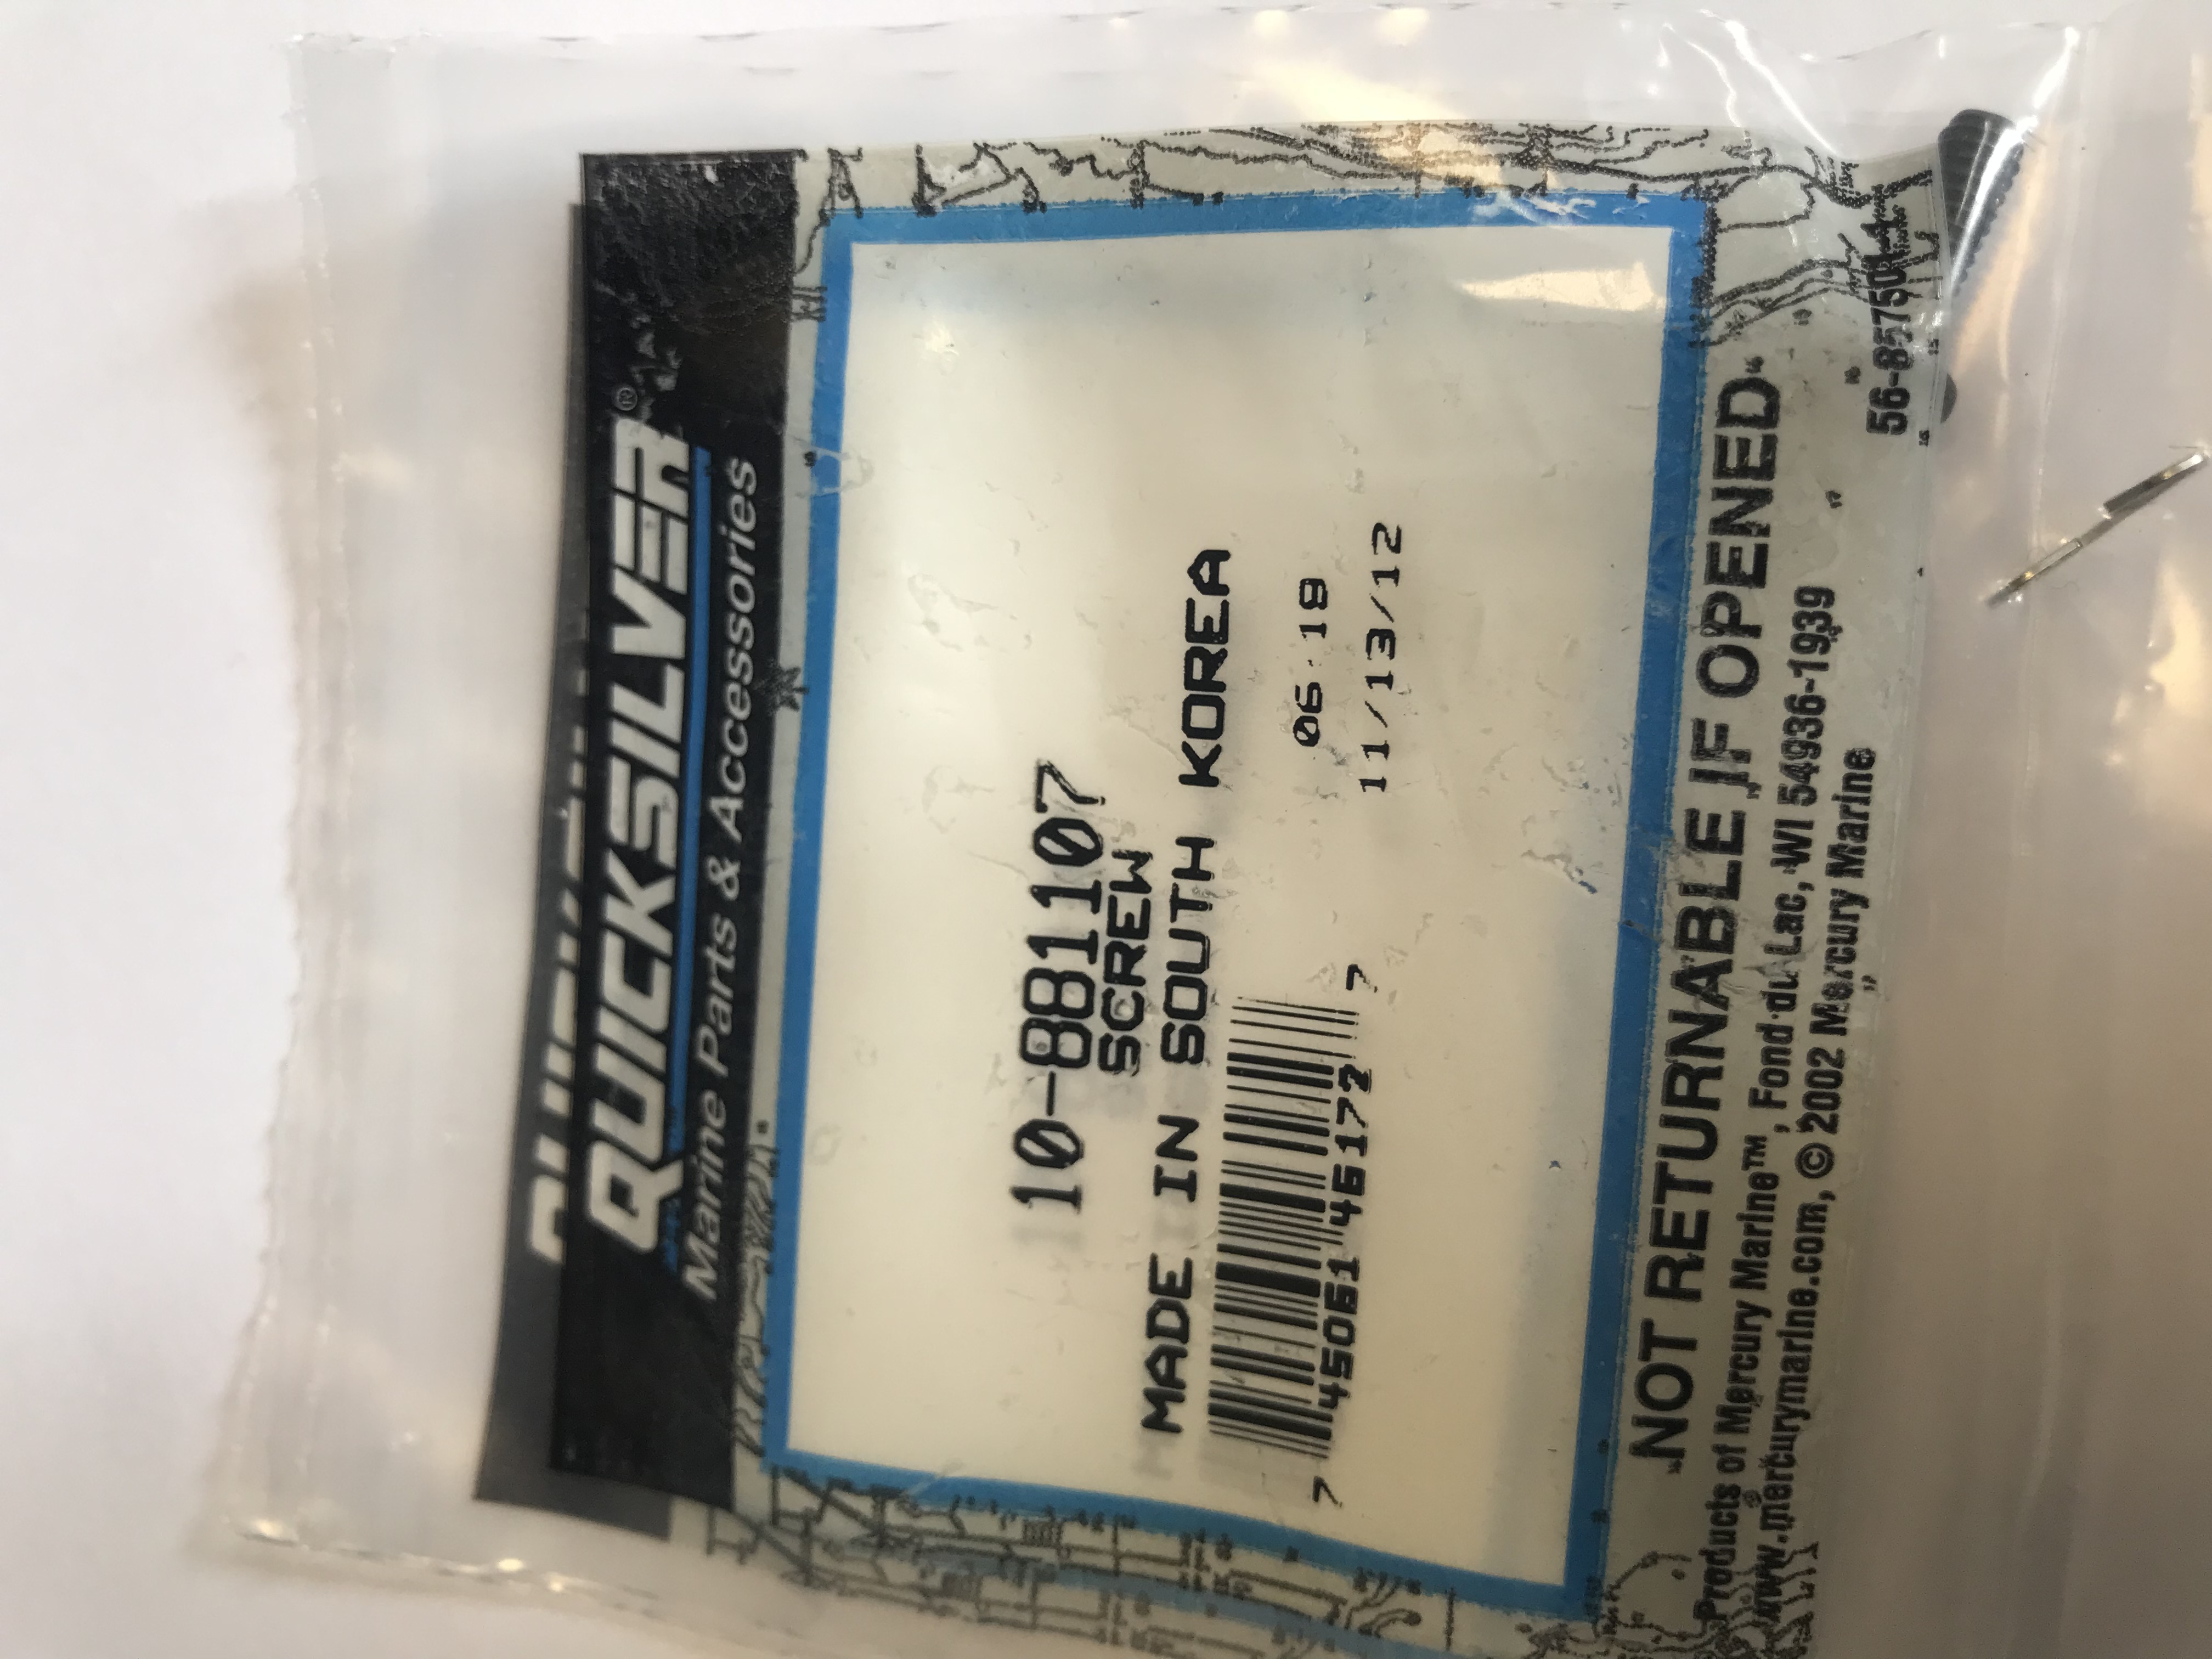 QUICKSILVER®
Marine Parts & Accessories
10-881107
SCREW
MADE IN SOUTH KOREA
06:18
11/13/12
7 45061 46172 7
NOT RETURNABLE IF OPENED
Products of Mercury Marine™, Fond du Lac, WI 54936-1939
www.mercurymarine.com, © 2002 Mercury Marine